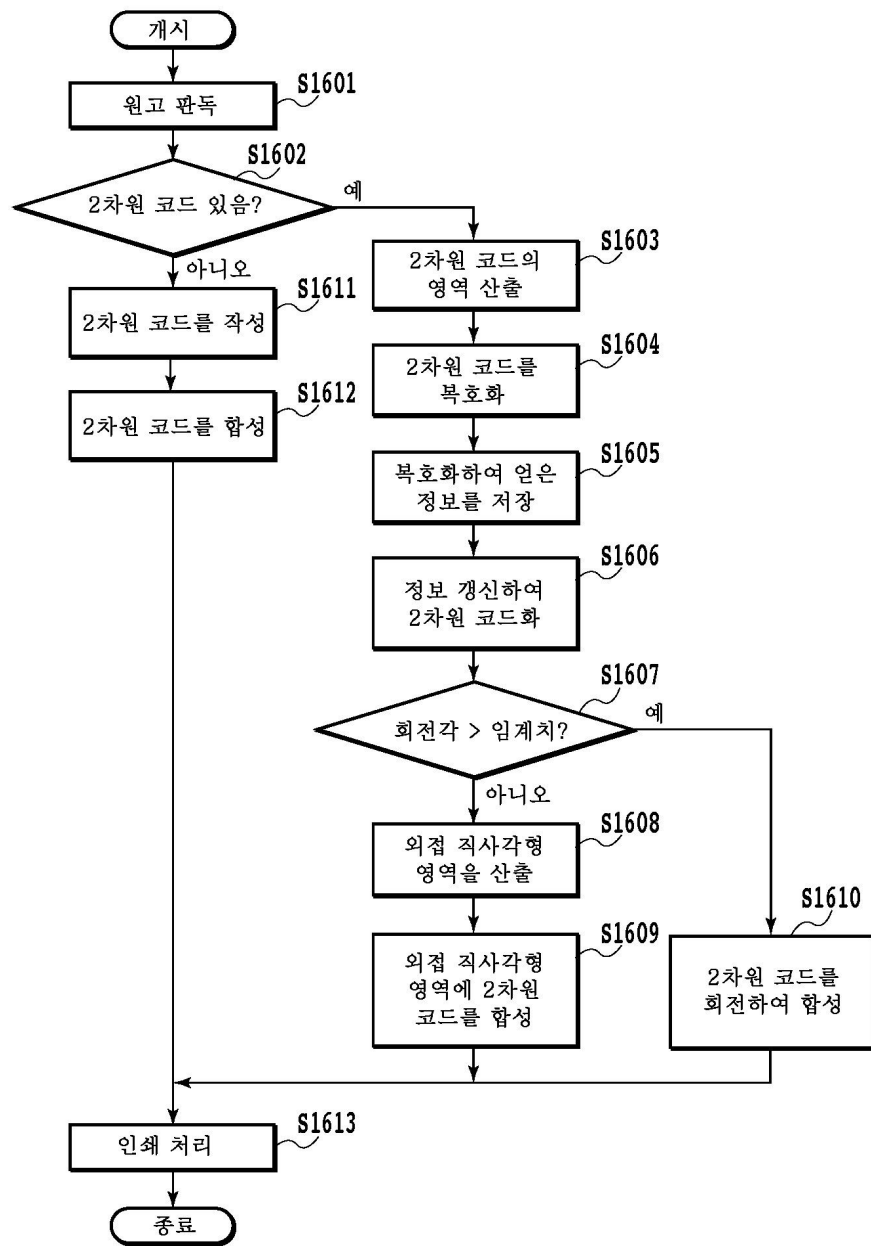 개시
S1601
원고 판독
S1602
2차원 코드 있음?
예
아니오
S1603
2차원 코드의
영역 산출
S1611
2차원 코드를 작성
S1604
2차원 코드를
복호화
S1612
2차원 코드를 합성
S1605
복호화하여 얻은
정보를 저장
S1606
정보 갱신하여
2차원 코드화
S1607
회전각 > 임계치?
예
아니오
S1608
외접 직사각형
영역을 산출
S1609
외접 직사각형
영역에 2차원
코드를 합성
S1610
2차원 코드를
회전하여 합성
S1613
인쇄 처리
종료